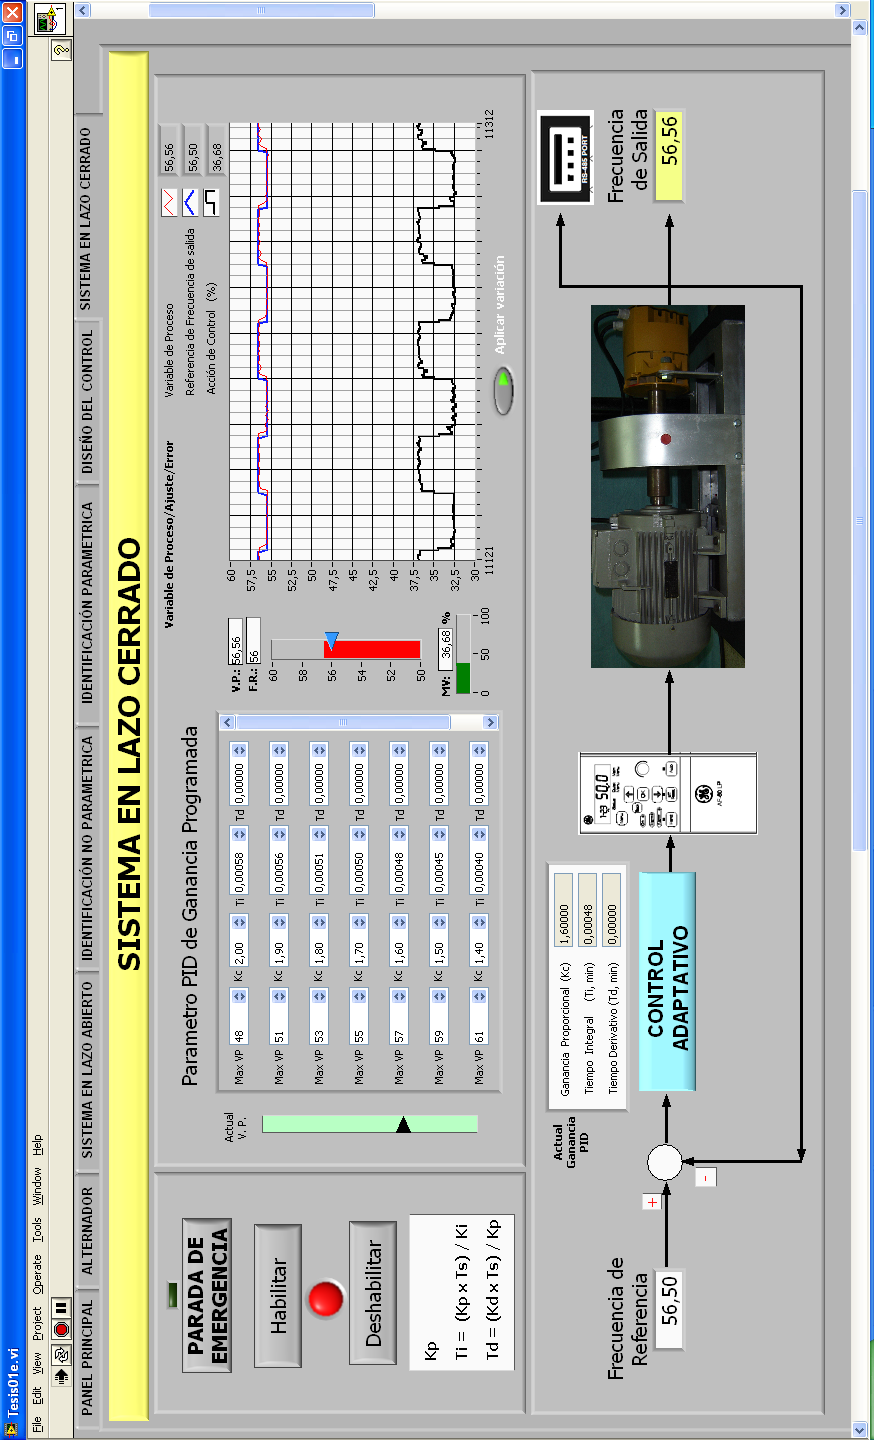 Tesis01e.vi
File Edit View Project Operate Tools Window Help
PANEL PRINCIPAL
ALTERNADOR
SISTEMA EN LAZO ABIERTO
IDENTIFICACIÓN NO PARAMETRICA
IDENTIFICACIÓN PARAMETRICA
DISEÑO DEL CONTROL
SISTEMA EN LAZO CERRADO
SISTEMA EN LAZO CERRADO
PARADA DE
EMERGENCIA
Habilitar
Deshabilitar
Kp
Ti = (Kp x Ts) / Ki
Td = (Kd x Ts) / Kp
Parametro PID de Ganancia Programada
Actual
V. P.
Max VP 48 Kc 2,00 Ti 0,00058 Td 0,00000
Max VP 51 Kc 1,90 Ti 0,00056 Td 0,00000
Max VP 53 Kc 1,80 Ti 0,00051 Td 0,00000
Max VP 55 Kc 1,70 Ti 0,00050 Td 0,00000
Max VP 57 Kc 1,60 Ti 0,00048 Td 0,00000
Max VP 59 Kc 1,50 Ti 0,00045 Td 0,00000
Max VP 61 Kc 1,40 Ti 0,00040 Td 0,00000
V.P.: 56,56
F.R.: 56
60
58
56
54
52
50
MV: 36,68 %
0 50 100
Variable de Proceso/Ajuste/Error
Variable de Proceso 56,56
Referencia de Frecuencia de salida 56,50
Acción de Control (%) 36,68
60
57,5
55
52,5
50
47,5
45
42,5
40
37,5
35
32,5
30
11121 11312
Aplicar variación
Frecuencia de
Referencia
56,50
+
-
Actual
Ganancia
PID
Ganancia Proporcional (Kc) 1,60000
Tiempo Integral (Ti, min) 0,00048
Tiempo Derivativo (Td, min) 0,00000
CONTROL
ADAPTATIVO
50.0
AF-60 LP
RS-485 PORT
Frecuencia
de Salida
56,56